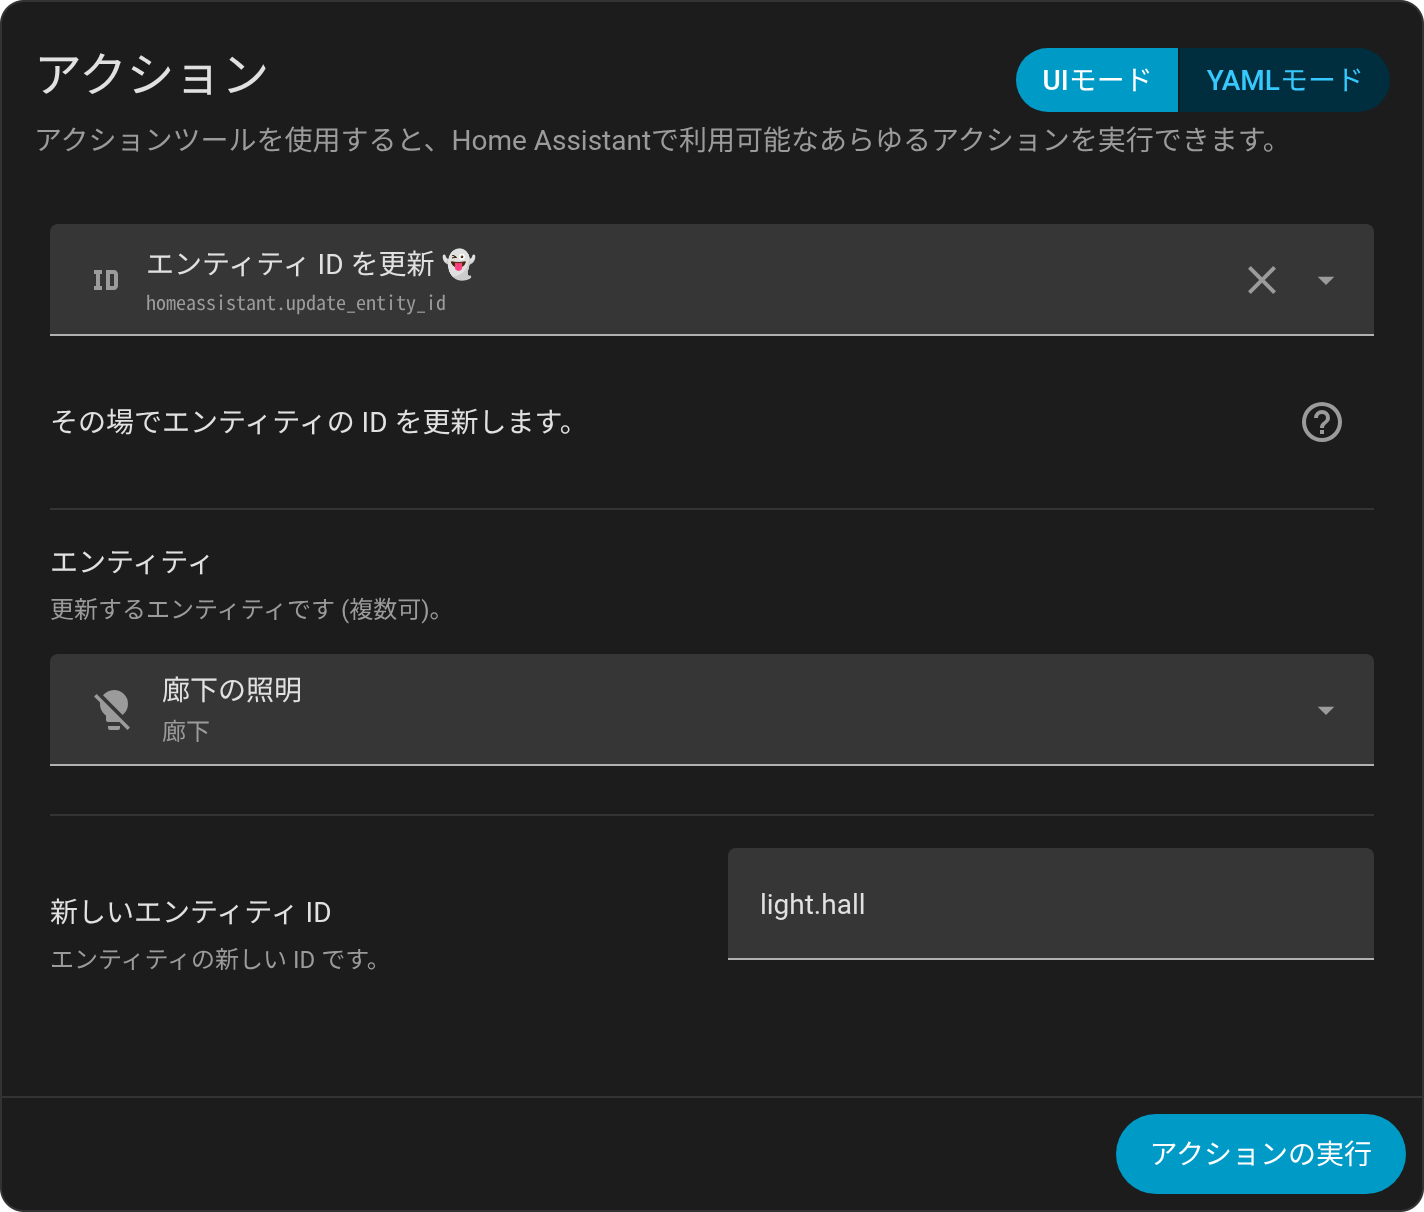 アクション
UIモード
YAMLモード
アクションツールを使用すると、Home Assistantで利用可能なあらゆるアクションを実行できます。
エンティティ ID を更新 👻
homeassistant.update_entity_id
その場でエンティティの ID を更新します。
エンティティ
更新するエンティティです (複数可)。
廊下の照明
廊下
新しいエンティティ ID
エンティティの新しい ID です。
light.hall
アクションの実行